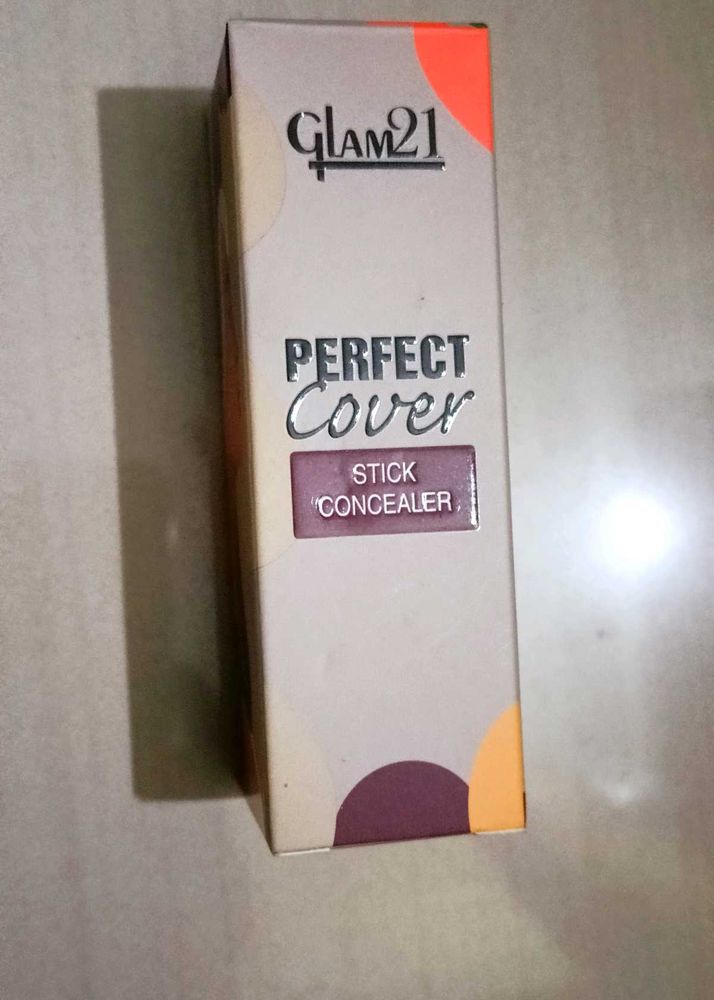 GLAM21
PERFECT
Cover
STICK
CONCEALER